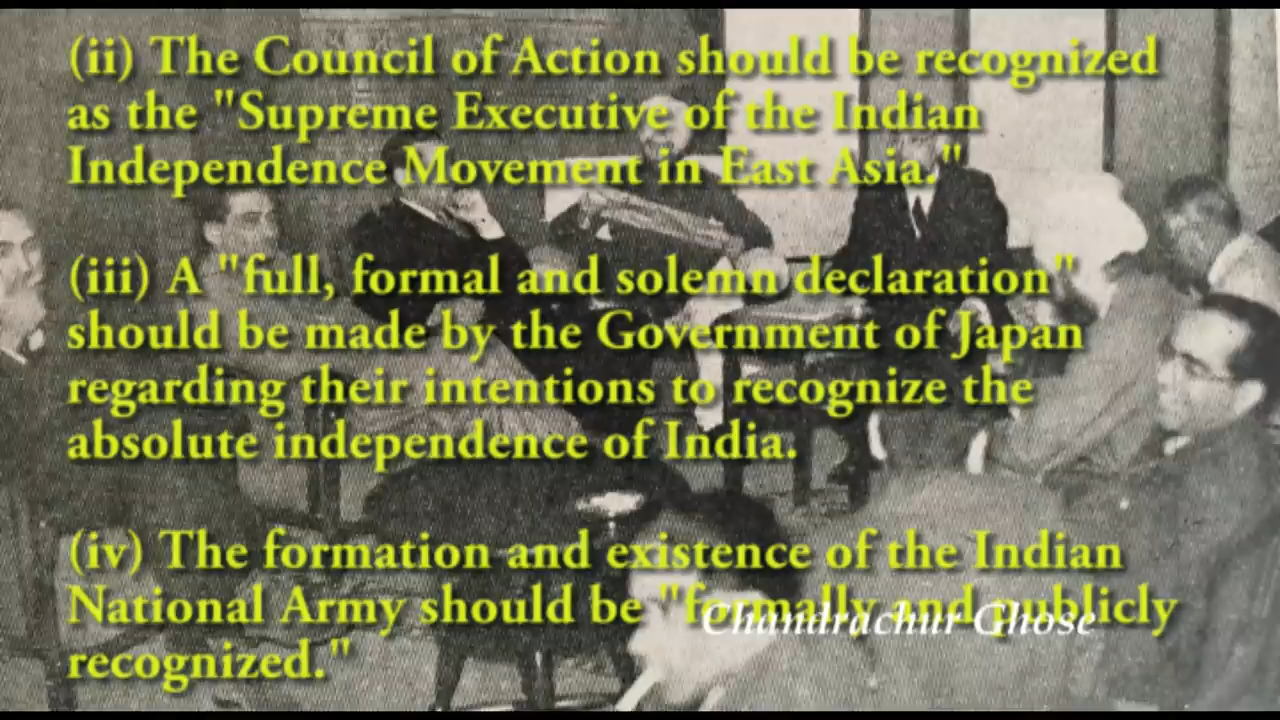 (ii) The Council of Action should be recognized
as the "Supreme Executive of the Indian
Independence Movement in East Asia."
(iii) A "full, formal and solemn declaration"
should be made by the Government of Japan
regarding their intentions to recognize the
absolute independence of India.
(iv) The formation and existence of the Indian
National Army should be "formally and publicly
Chandrachur Ghose
recognized."